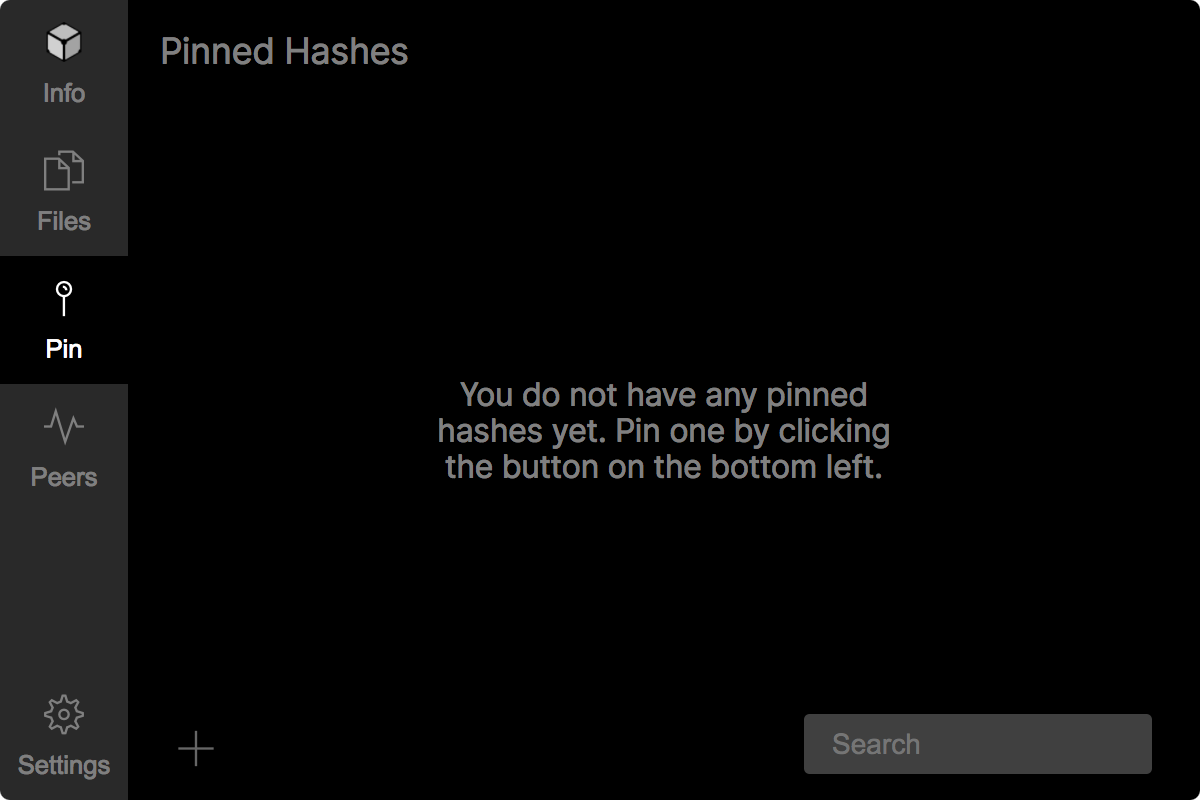 Info
Files
Pin
Peers
Settings
Pinned Hashes
You do not have any pinned
hashes yet. Pin one by clicking
the button on the bottom left.
Search